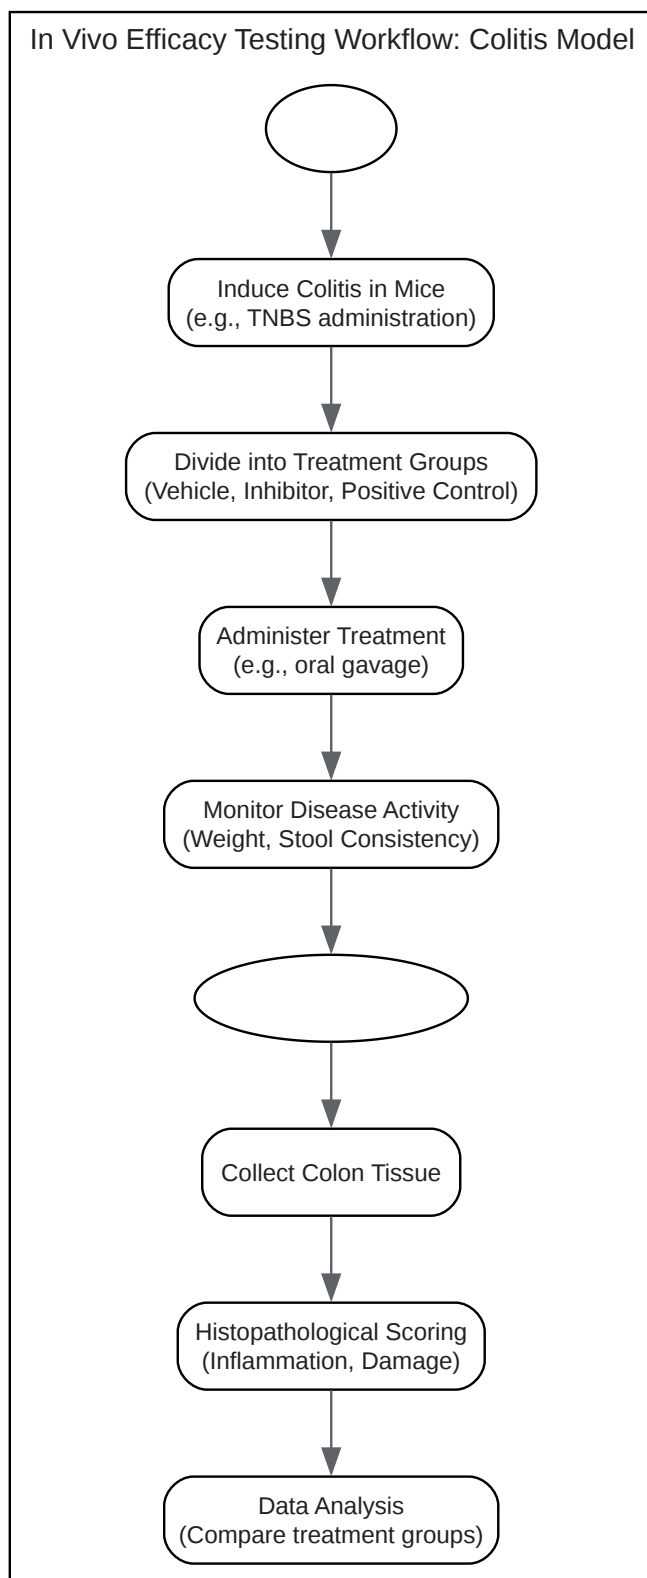 In Vivo Efficacy Testing Workflow: Colitis Model
Induce Colitis in Mice
(e.g., TNBS administration)
Divide into Treatment Groups
(Vehicle, Inhibitor, Positive Control)
Administer Treatment
(e.g., oral gavage)
Monitor Disease Activity
(Weight, Stool Consistency)
Collect Colon Tissue
Histopathological Scoring
(Inflammation, Damage)
Data Analysis
(Compare treatment groups)